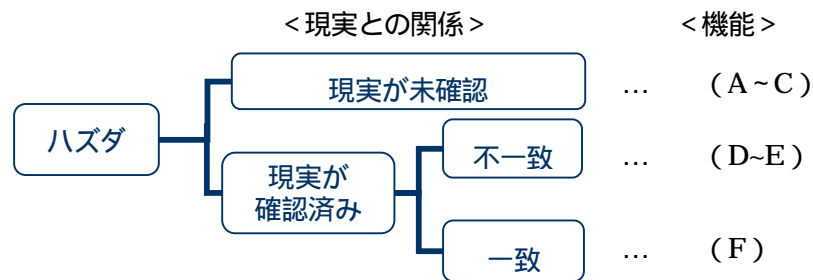 <現実との関係> <機能>
現実が未確認 … (A~C)
ハズダ
不一致 … (D~E)
現実が
確認済み
一致 … (F)